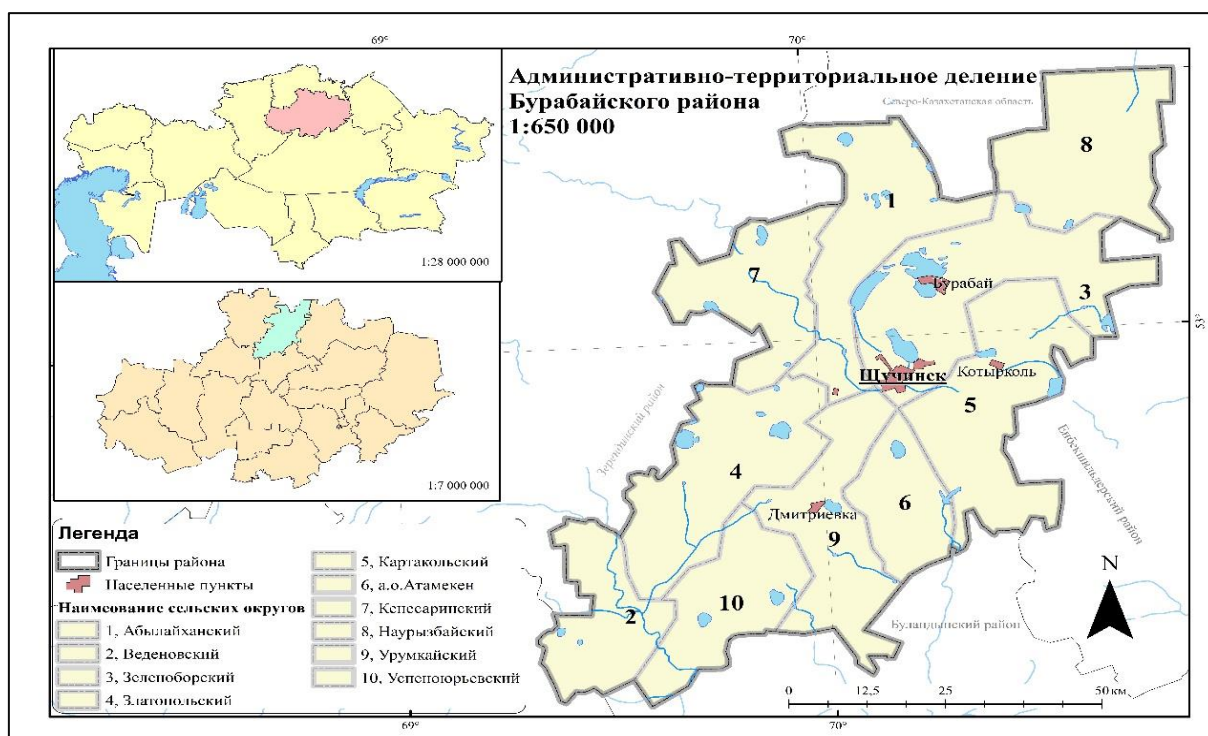 69°
70°
Административно-территориальное деление
Бурабайского района
1:650 000
Северо-Казахстанская область
1:28 000 000
1:7 000 000
8
1
7
Бурабай
3
53°
Щучинск
Котырколь
5
Зерендинский район
4
Енбекшильдерский район
6
Дмитриевка
9
2
10
Буландынский район
N
Легенда
Границы района
Населенные пункты
Наимеование сельских округов
1, Абылайханский
2, Веденовский
3, Зеленоборский
4, Златопольский
5, Картакольский
6, а.о.Атамекен
7, Кенесаринский
8, Наурызбайский
9, Урумкайский
10, Успеноюрьевский
0 12,5 25 50 км
69°
70°